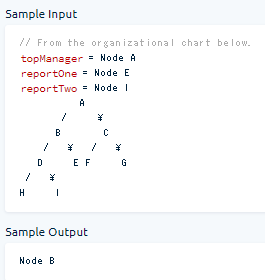 Sample Input
// From the organizational chart below.
topManager = Node A
reportOne = Node E
reportTwo = Node I
A
/ ¥
B C
/ ¥ / ¥
D E F G
/ ¥
H I
Sample Output
Node B